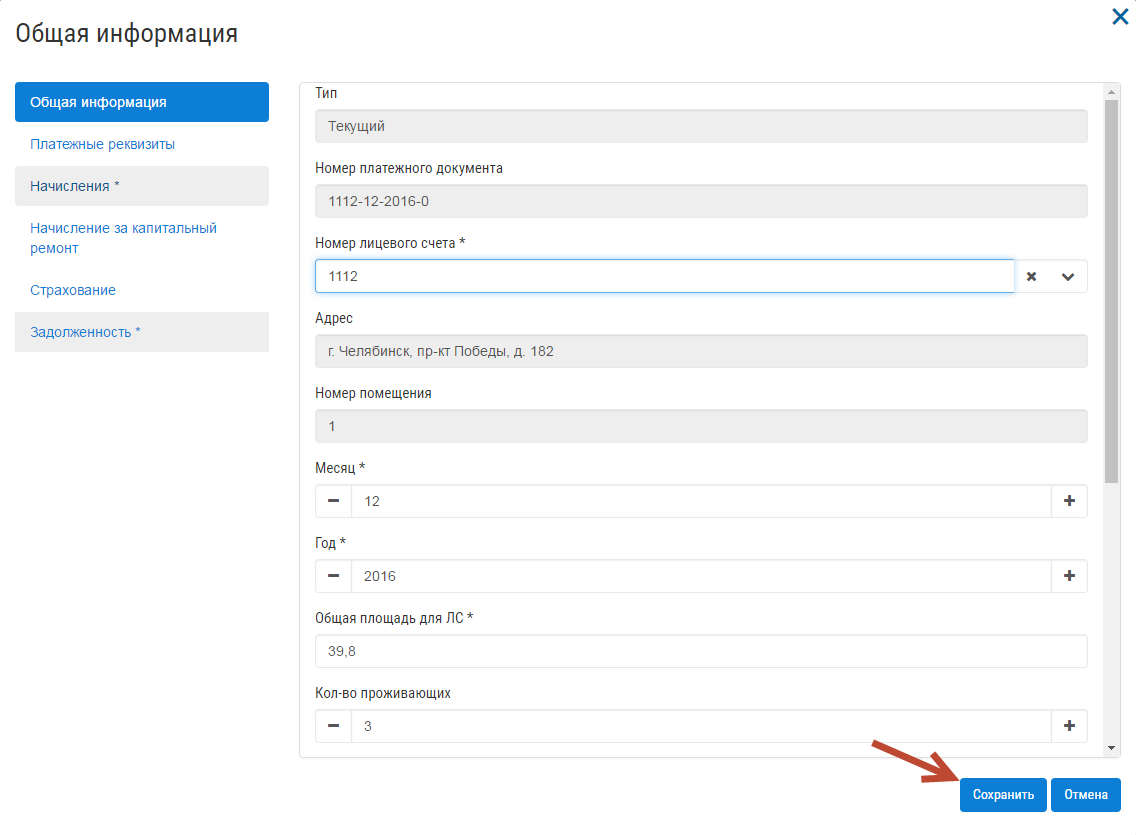 Общая информация
Общая информация
Платежные реквизиты
Начисления *
Начисление за капитальный
ремонт
Страхование
Задолженность *
Тип
Текущий
Номер платежного документа
1112-12-2016-0
Номер лицевого счета *
1112
Адрес
г. Челябинск, пр-кт Победы, д. 182
Номер помещения
1
Месяц *
12
Год *
2016
Общая площадь для ЛС *
39,8
Кол-во проживающих
3
Сохранить
Отмена